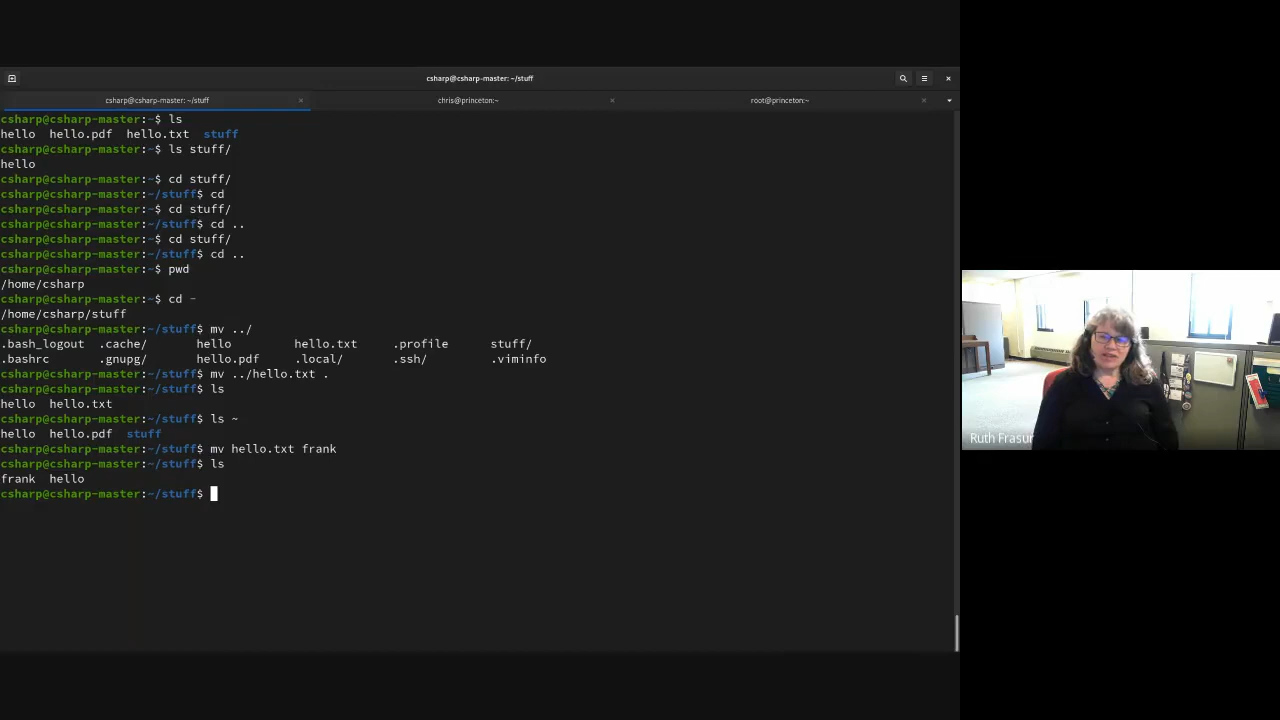 csharp@csharp-master: ~/stuff
csharp@csharp-master: ~/stuff
chris@princeton:~
root@princeton:~
csharp@csharp-master:~$ ls
hello  hello.pdf  hello.txt  stuff
csharp@csharp-master:~$ ls stuff/
hello
csharp@csharp-master:~$ cd stuff/
csharp@csharp-master:~/stuff$ cd
csharp@csharp-master:~$ cd stuff/
csharp@csharp-master:~/stuff$ cd ..
csharp@csharp-master:~$ cd stuff/
csharp@csharp-master:~/stuff$ cd ..
csharp@csharp-master:~$ pwd
/home/csharp
csharp@csharp-master:~$ cd -
/home/csharp/stuff
csharp@csharp-master:~/stuff$ mv ../
.bash_logout  .cache/       hello         hello.txt     .profile      stuff/
.bashrc       .gnupg/       hello.pdf     .local/       .ssh/         .viminfo
csharp@csharp-master:~/stuff$ mv ../hello.txt .
csharp@csharp-master:~/stuff$ ls
hello  hello.txt
csharp@csharp-master:~/stuff$ ls ~
hello  hello.pdf  stuff
csharp@csharp-master:~/stuff$ mv hello.txt frank
csharp@csharp-master:~/stuff$ ls
frank  hello
csharp@csharp-master:~/stuff$
Ruth Frasur